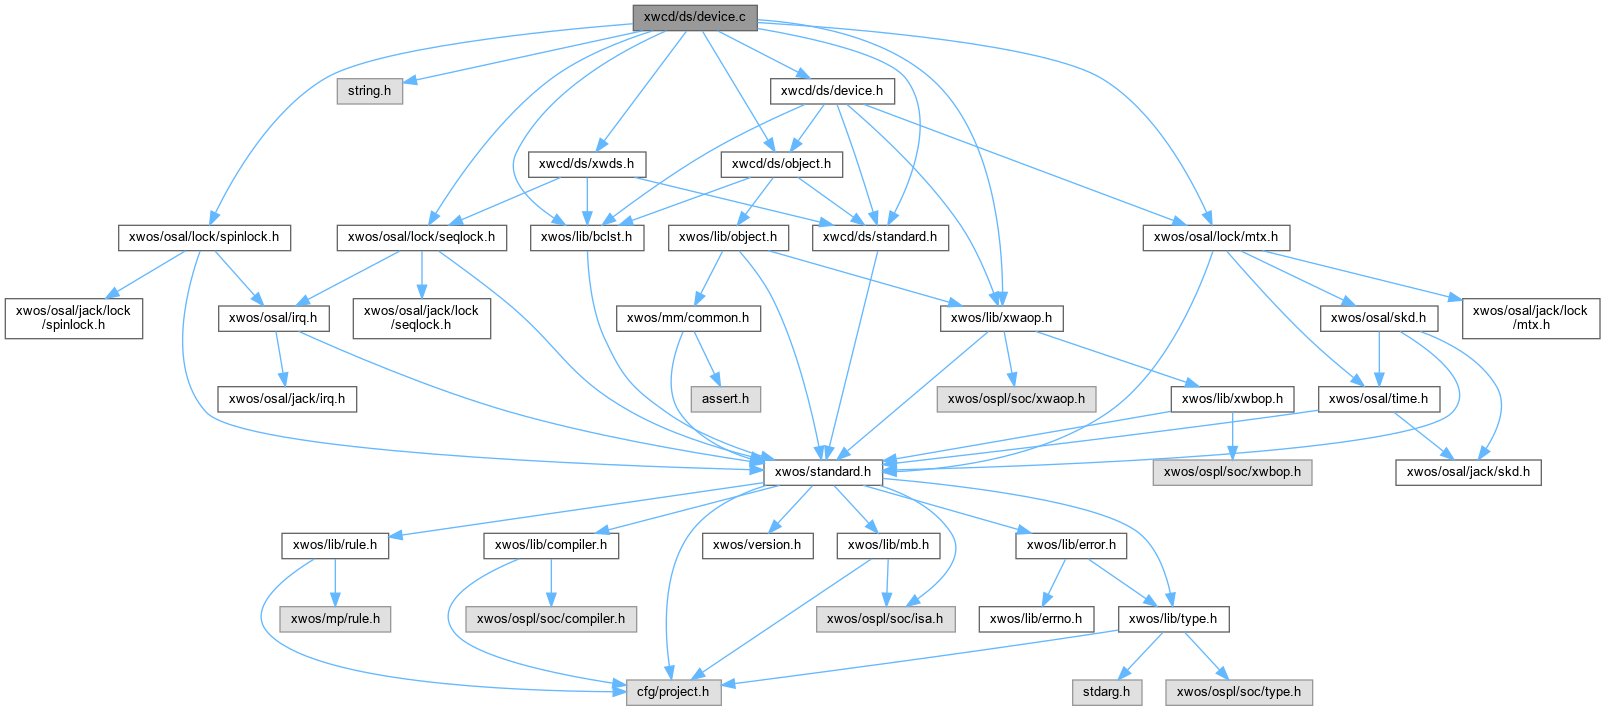 xwcd/ds/device.c
string.h
xwcd/ds/device.h
xwcd/ds/xwds.h
xwcd/ds/object.h
xwos/osal/lock/spinlock.h
xwos/osal/lock/seqlock.h
xwos/lib/bclst.h
xwos/lib/object.h
xwcd/ds/standard.h
xwos/osal/lock/mtx.h
xwos/osal/jack/lock
/spinlock.h
xwos/osal/irq.h
xwos/osal/jack/lock
/seqlock.h
xwos/mm/common.h
xwos/lib/xwaop.h
xwos/osal/skd.h
xwos/osal/jack/lock
/mtx.h
xwos/osal/jack/irq.h
assert.h
xwos/ospl/soc/xwaop.h
xwos/lib/xwbop.h
xwos/osal/time.h
xwos/standard.h
xwos/ospl/soc/xwbop.h
xwos/osal/jack/skd.h
xwos/lib/rule.h
xwos/lib/compiler.h
xwos/version.h
xwos/lib/mb.h
xwos/lib/error.h
xwos/mp/rule.h
xwos/ospl/soc/compiler.h
xwos/ospl/soc/isa.h
xwos/lib/errno.h
xwos/lib/type.h
cfg/project.h
stdarg.h
xwos/ospl/soc/type.h